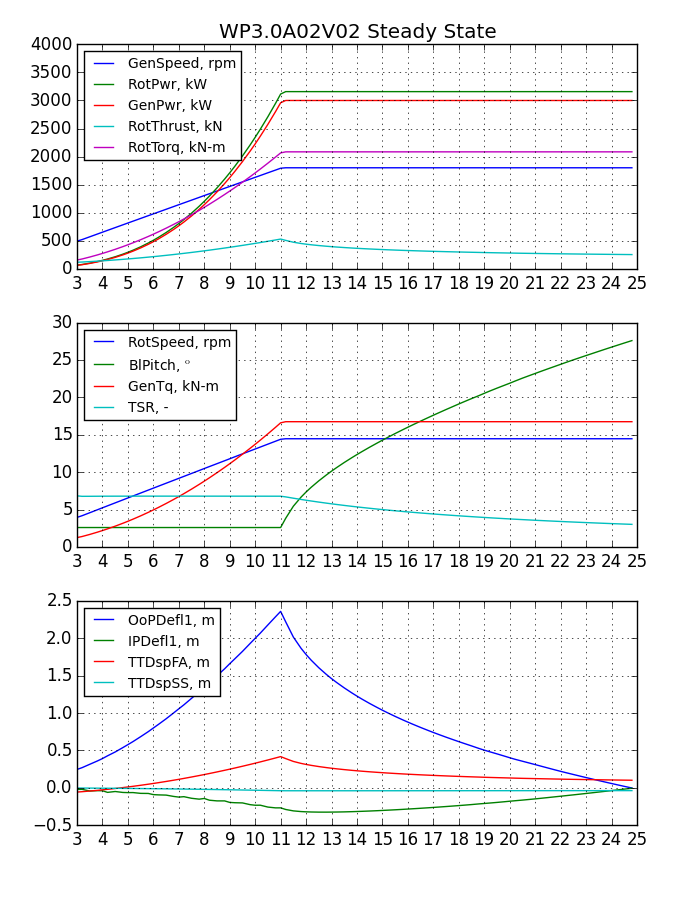 WP3.0A02V02 Steady State
4000
3500
3000
2500
2000
1500
1000
500
0
GenSpeed, rpm
RotPwr, kW
GenPwr, kW
RotThrust, kN
RotTorq, kN-m
3 4 5 6 7 8 9 10 11 12 13 14 15 16 17 18 19 20 21 22 23 24 25
30
25
20
15
10
5
0
RotSpeed, rpm
BlPitch, °
GenTq, kN-m
TSR, -
3 4 5 6 7 8 9 10 11 12 13 14 15 16 17 18 19 20 21 22 23 24 25
2.5
2.0
1.5
1.0
0.5
0.0
−0.5
OoPDefl1, m
IPDefl1, m
TTDspFA, m
TTDspSS, m
3 4 5 6 7 8 9 10 11 12 13 14 15 16 17 18 19 20 21 22 23 24 25